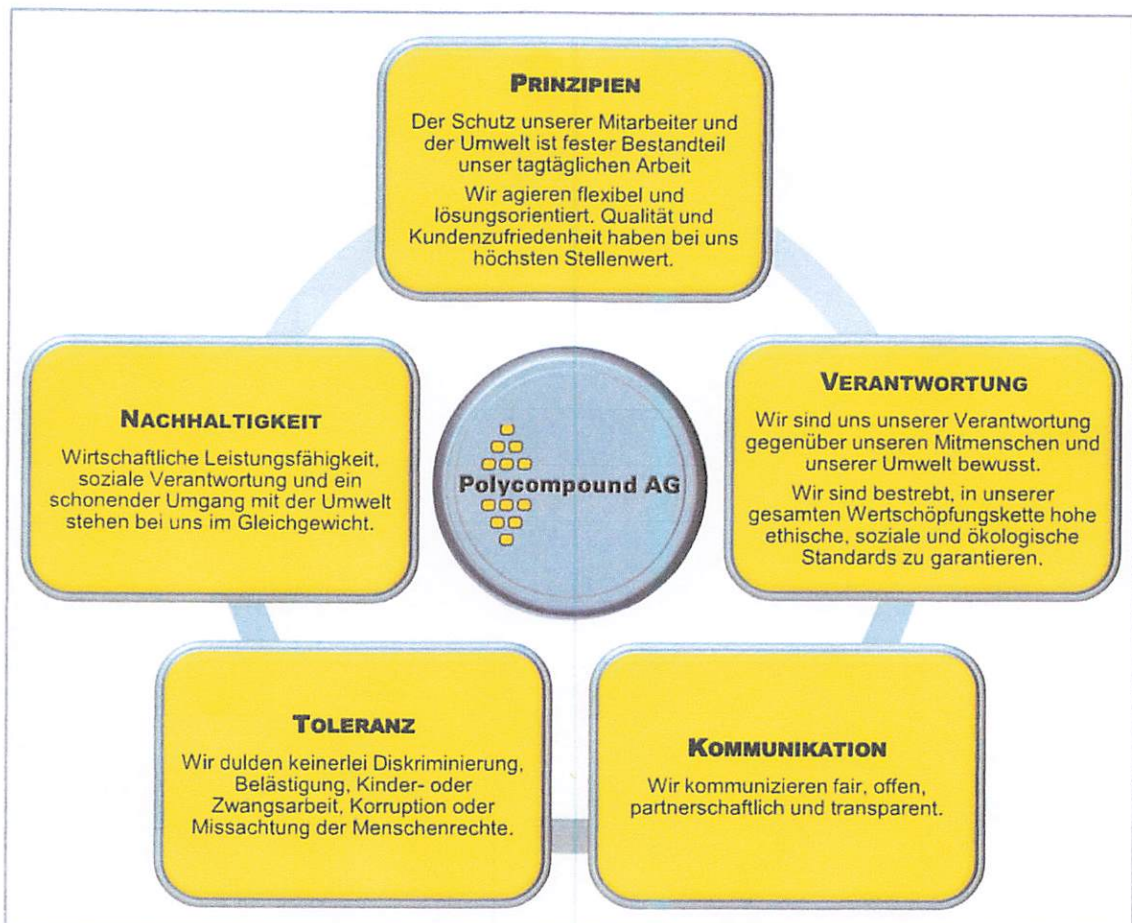 PRINZIPIEN
Der Schutz unserer Mitarbeiter und
der Umwelt ist fester Bestandteil
unser tagtäglichen Arbeit
Wir agieren flexibel und
lösungsorientiert. Qualität und
Kundenzufriedenheit haben bei uns
höchsten Stellenwert.
VERANTWORTUNG
Wir sind uns unserer Verantwortung
gegenüber unseren Mitmenschen und
unserer Umwelt bewusst.
Wir sind bestrebt, in unserer
gesamten Wertschöpfungskette hohe
ethische, soziale und ökologische
Standards zu garantieren.
KOMMUNIKATION
Wir kommunizieren fair, offen,
partnerschaftlich und transparent.
TOLERANZ
Wir dulden keinerlei Diskriminierung,
Belästigung, Kinder- oder
Zwangsarbeit, Korruption oder
Missachtung der Menschenrechte.
NACHHALTIGKEIT
Wirtschaftliche Leistungsfähigkeit,
soziale Verantwortung und ein
schonender Umgang mit der Umwelt
stehen bei uns im Gleichgewicht.
Polycompound AG